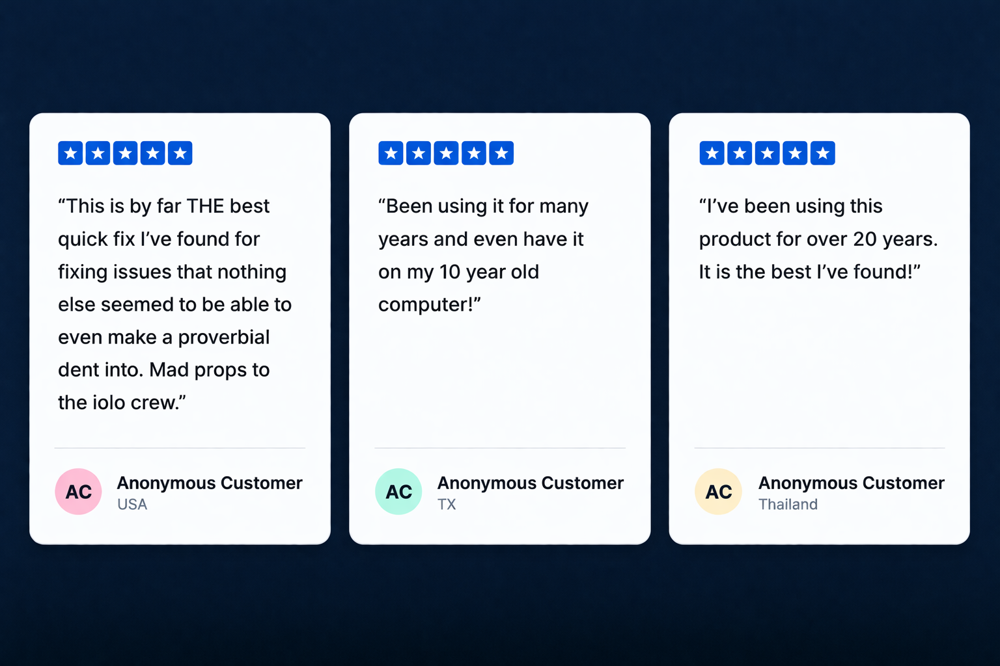 “This is by far THE best
quick fix I’ve found for
fixing issues that nothing
else seemed to be able to
even make a proverbial
dent into. Mad props to
the iolo crew.”
AC
Anonymous Customer
USA
“Been using it for many
years and even have it
on my 10 year old
computer!”
AC
Anonymous Customer
TX
“I’ve been using this
product for over 20 years.
It is the best I’ve found!”
AC
Anonymous Customer
Thailand